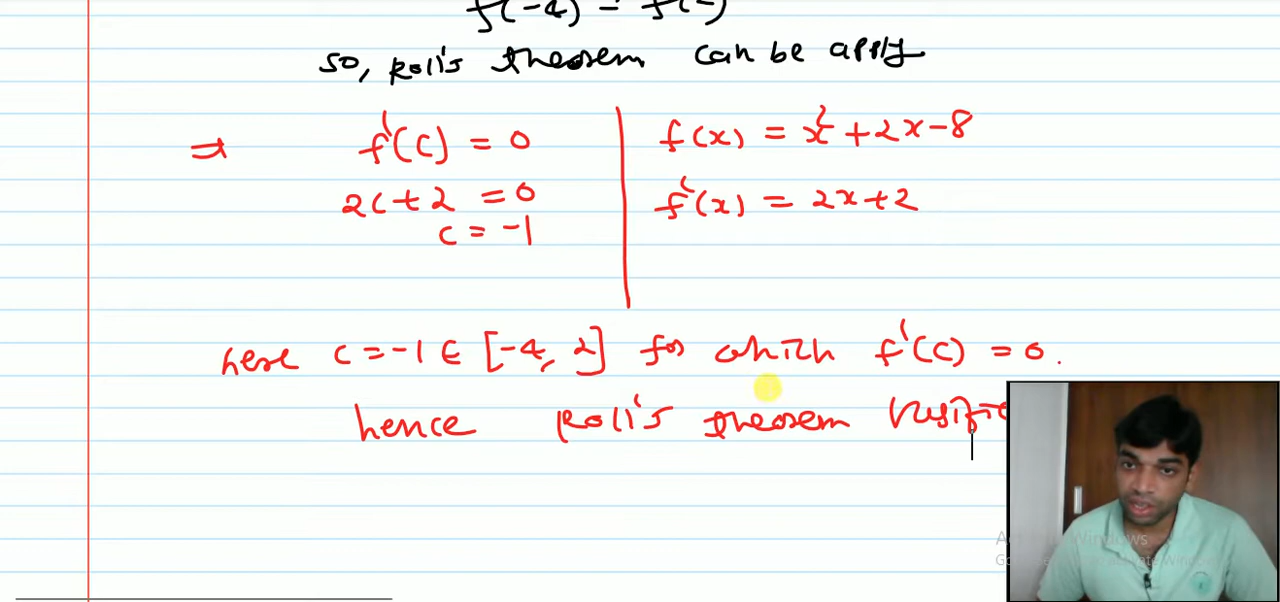 f(-4) = f(-)
so, Roll's theorem can be apply
⇒ f'(c) = 0
2c+2 = 0
c = -1
f(x) = x²+2x-8
f'(x) = 2x+2
here c = -1 ∈ [-4, 2] for which f'(c) = 0.
hence Roll's theorem